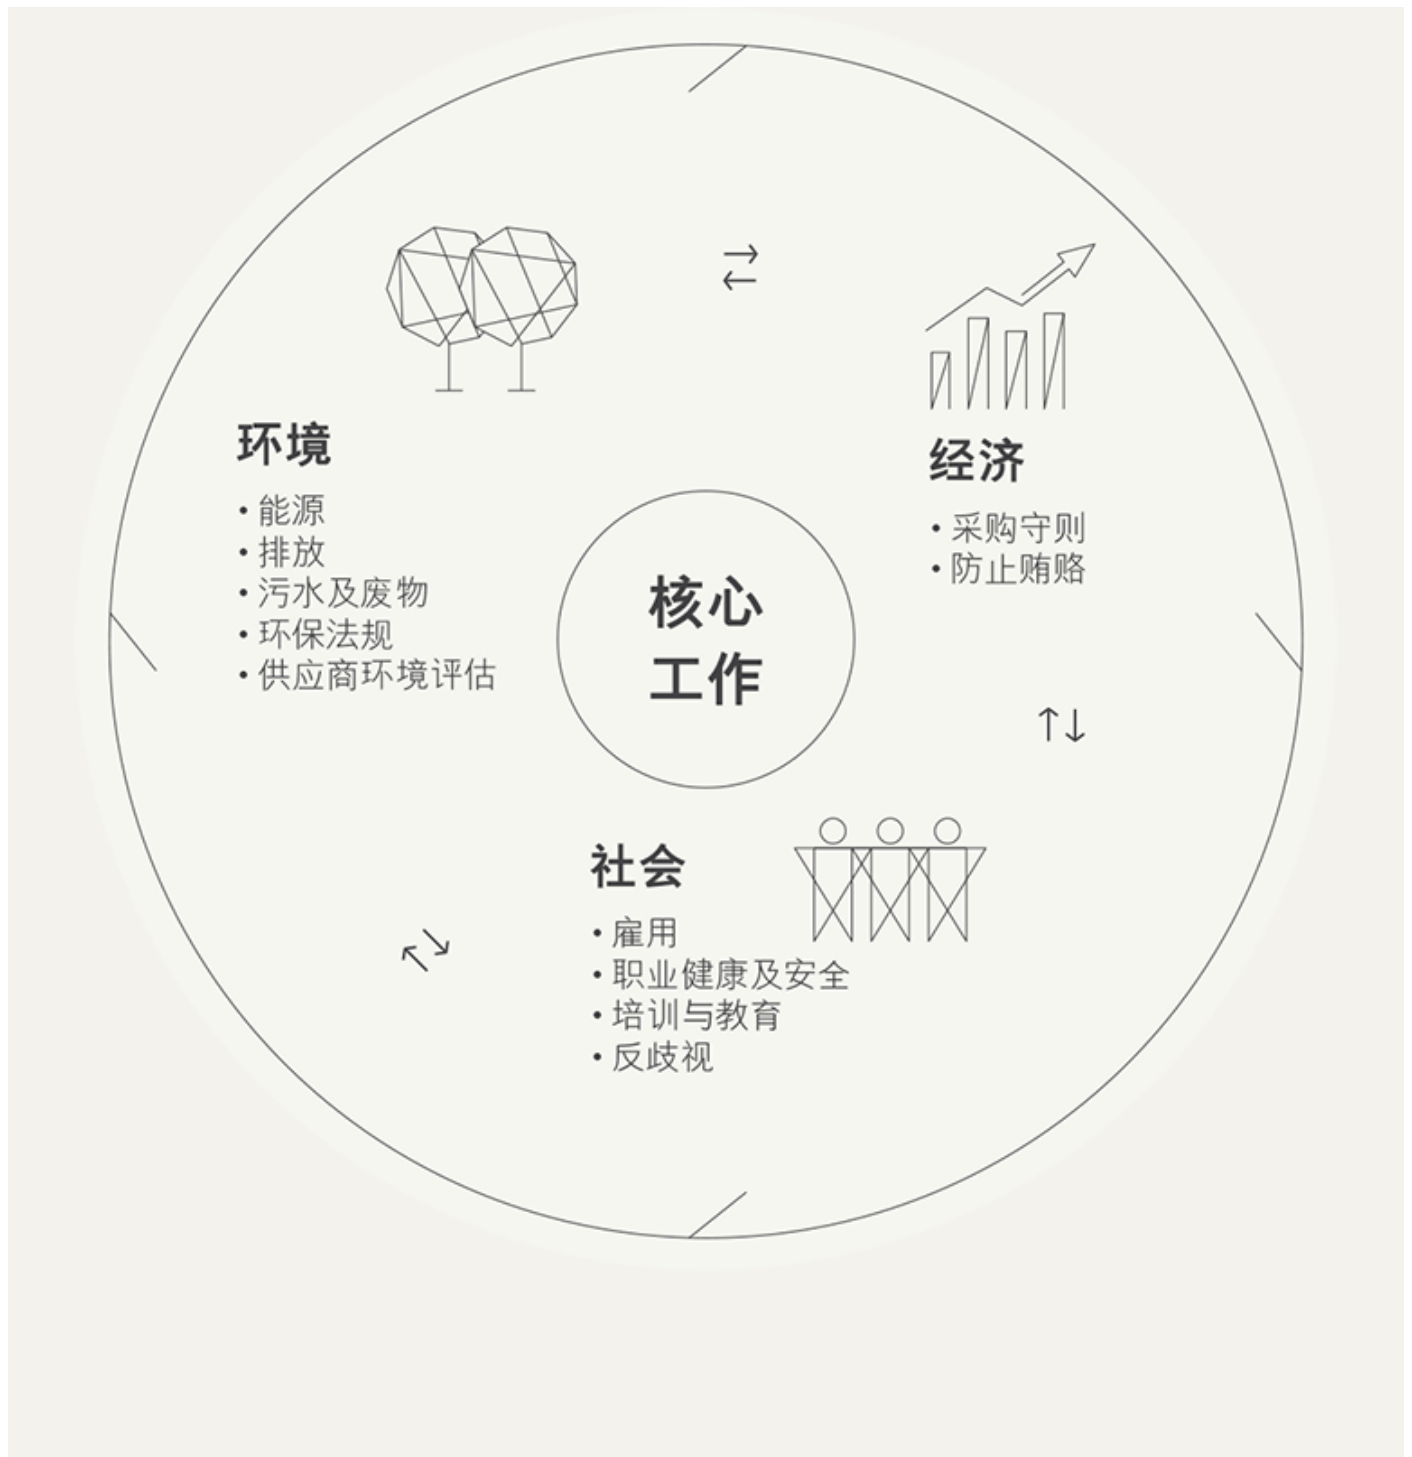 环境
• 能源
• 排放
• 污水及废物
• 环保法规
• 供应商环境评估
经济
• 采购守则
• 防止贿赂
核心
工作
社会
• 雇用
• 职业健康及安全
• 培训与教育
• 反歧视